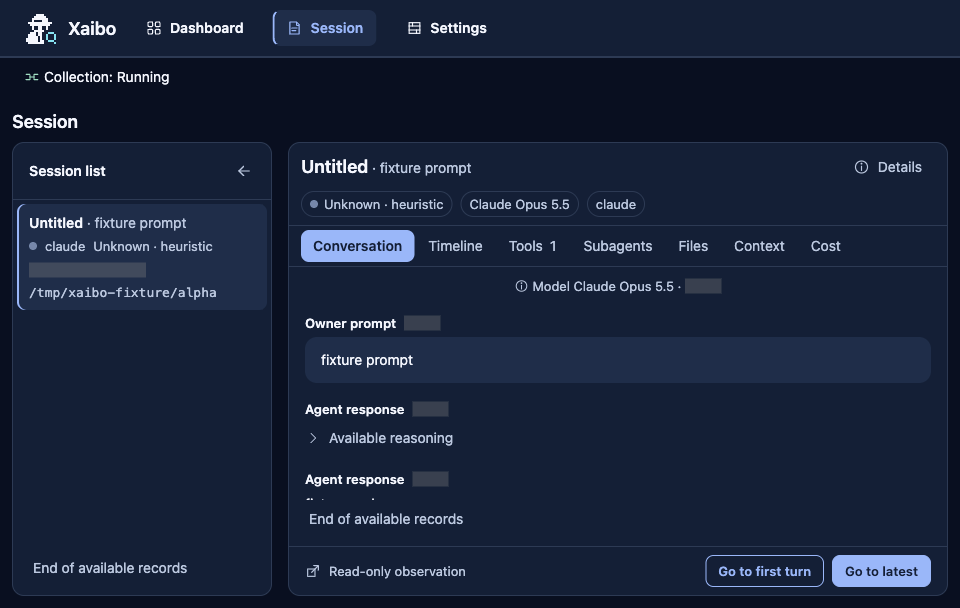 Xaibo
Dashboard
Session
Settings
Collection: Running
Session
Session list
Untitled · fixture prompt
claude Unknown · heuristic
/tmp/xaibo-fixture/alpha
End of available records
Untitled · fixture prompt
Details
Unknown · heuristic
Claude Opus 5.5
claude
Conversation
Timeline
Tools 1
Subagents
Files
Context
Cost
Model Claude Opus 5.5 ·
Owner prompt
fixture prompt
Agent response
Available reasoning
Agent response
End of available records
Read-only observation
Go to first turn
Go to latest